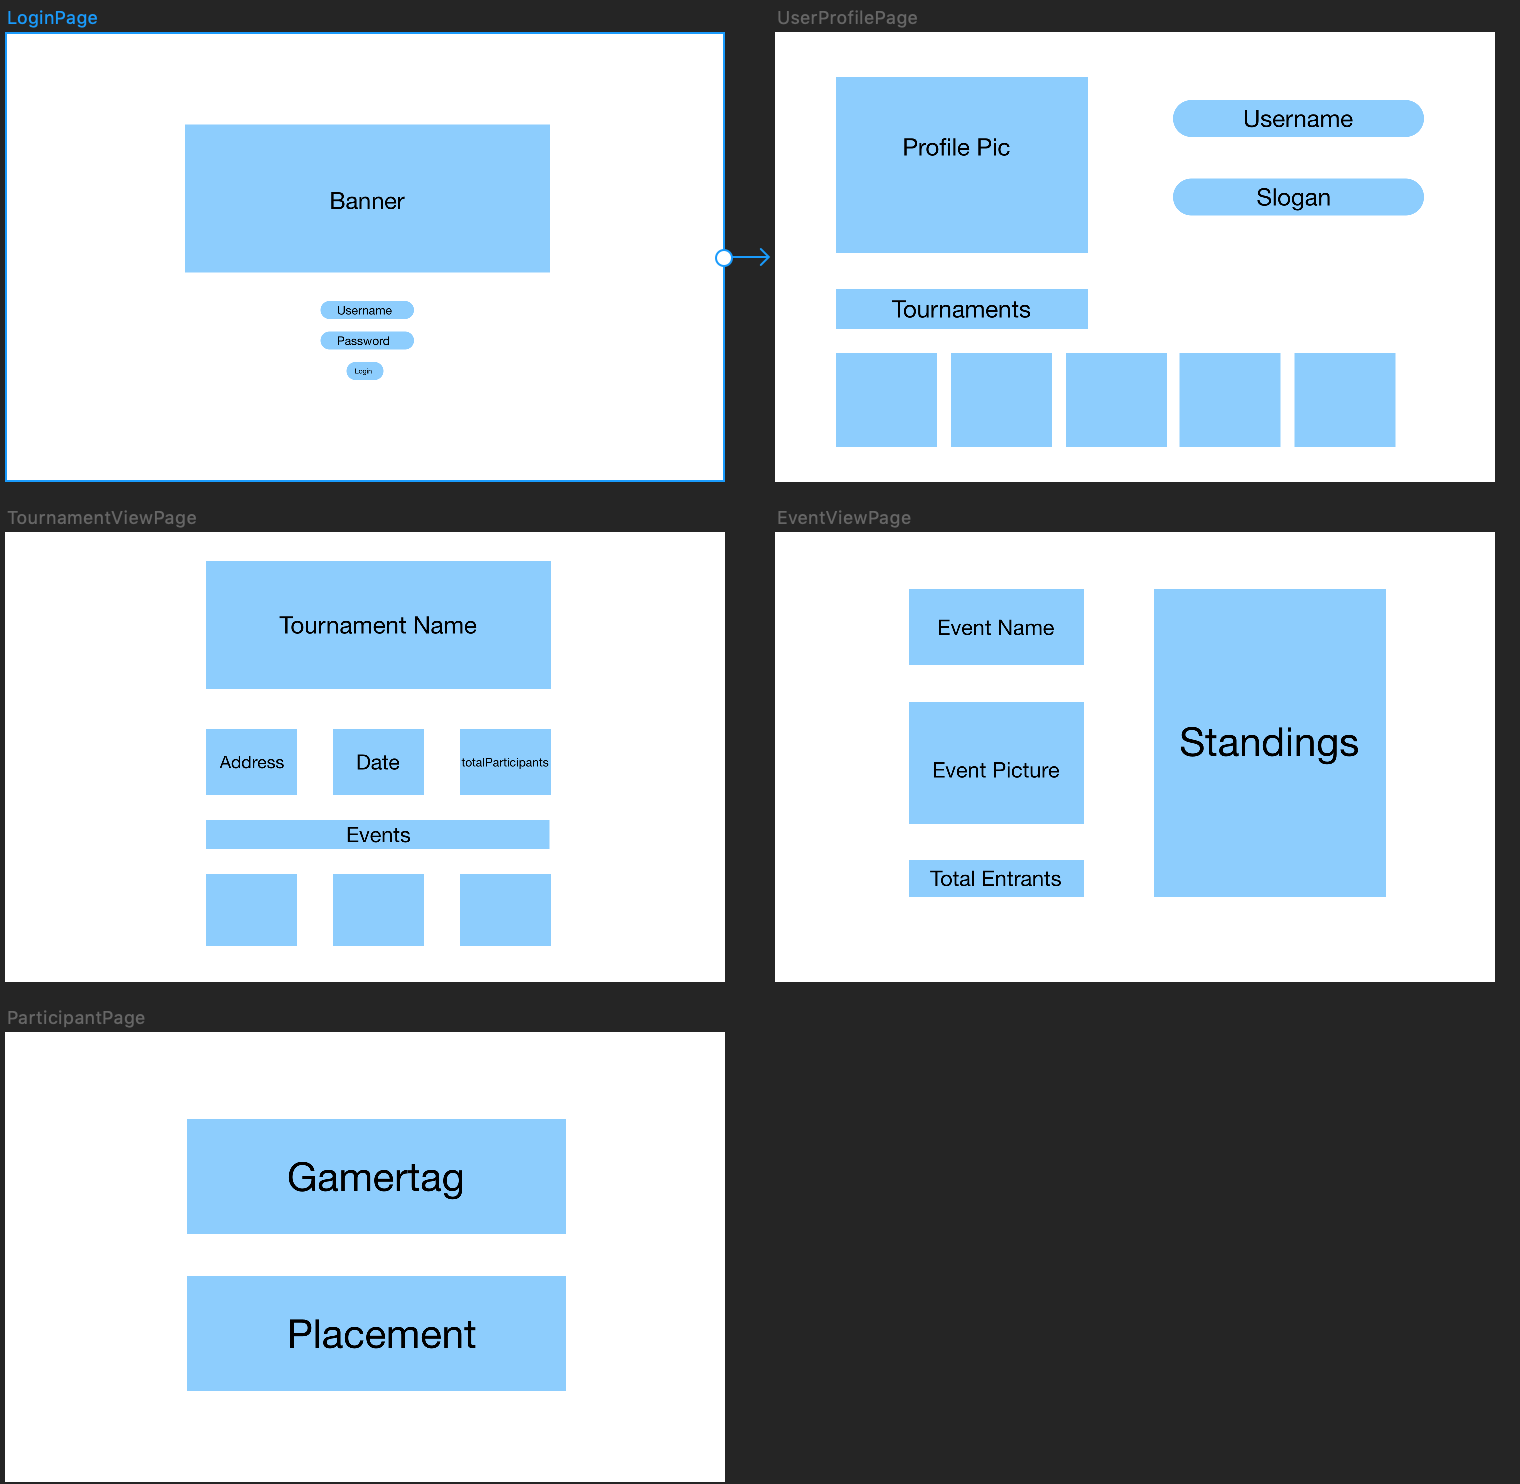 LoginPage
Banner
Username
Password
Login
UserProfilePage
Profile Pic
Username
Slogan
Tournaments
TournamentViewPage
Tournament Name
Address
Date
totalParticipants
Events
EventViewPage
Event Name
Event Picture
Total Entrants
Standings
ParticipantPage
Gamertag
Placement